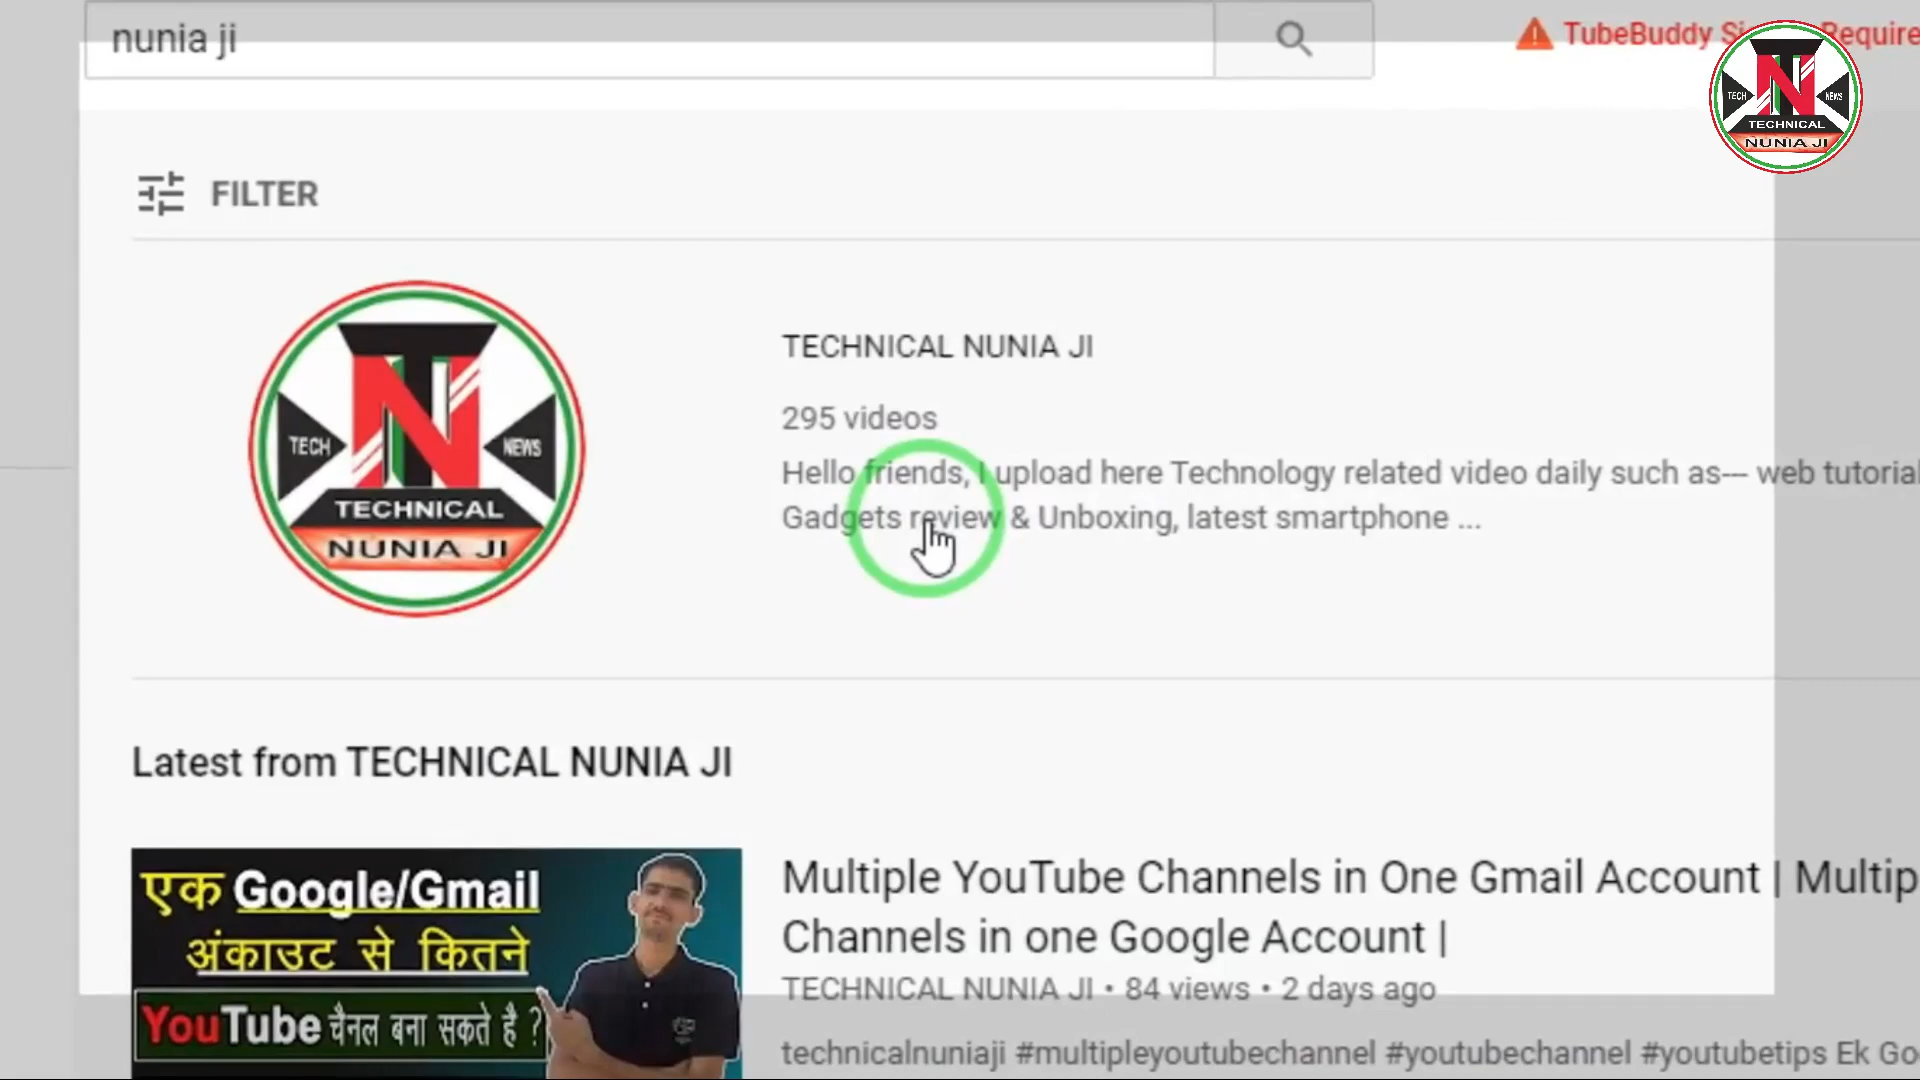 nunia ji
TubeBuddy
TECH
NEWS
TECHNICAL
NUNIA JI
FILTER
TECHNICAL NUNIA JI
295 videos
Hello friends, I upload here Technology related video daily such as--- web tutorial
Gadgets review & Unboxing, latest smartphone ...
TECH
NEWS
TECHNICAL
NUNIA JI
Latest from TECHNICAL NUNIA JI
एक Google/Gmail
अंकाउट से कितने
YouTube चैनल बना सकते है ?
Multiple YouTube Channels in One Gmail Account |
Channels in one Google Account |
TECHNICAL NUNIA JI • 84 views • 2 days ago
technicalnuniaji #multipleyoutubechannel #youtubechannel #youtubetips Ek